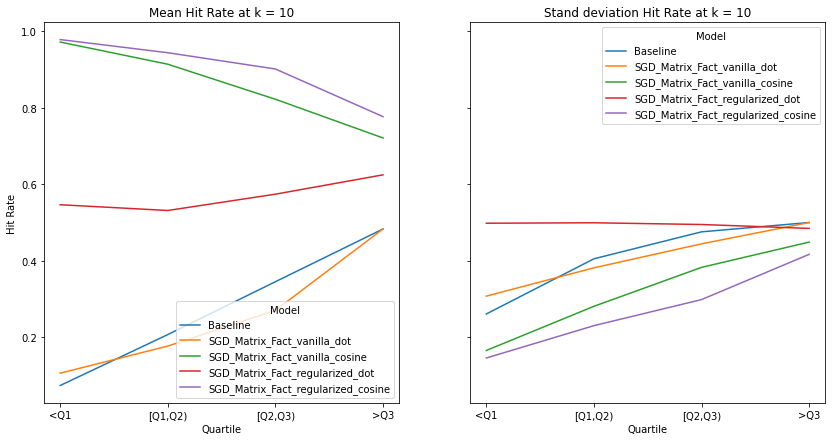 Mean Hit Rate at k = 10
1.0
0.8
0.6
0.4
0.2
Hit Rate
<Q1
[Q1,Q2)
[Q2,Q3)
>Q3
Quartile
Model
Baseline
SGD_Matrix_Fact_vanilla_dot
SGD_Matrix_Fact_vanilla_cosine
SGD_Matrix_Fact_regularized_dot
SGD_Matrix_Fact_regularized_cosine
Stand deviation Hit Rate at k = 10
Model
Baseline
SGD_Matrix_Fact_vanilla_dot
SGD_Matrix_Fact_vanilla_cosine
SGD_Matrix_Fact_regularized_dot
SGD_Matrix_Fact_regularized_cosine
<Q1
[Q1,Q2)
[Q2,Q3)
>Q3
Quartile